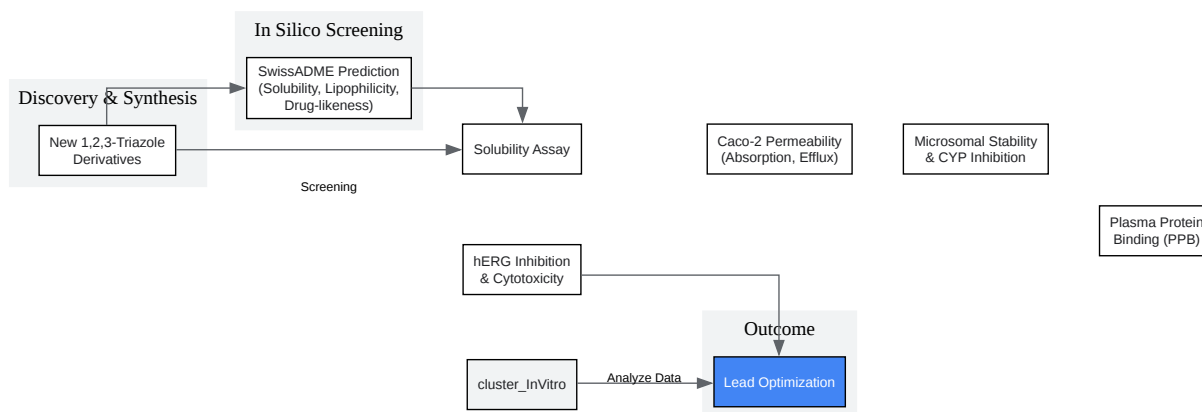 In Silico Screening
SwissADME Prediction
(Solubility, Lipophilicity,
Drug-likeness)
Discovery & Synthesis
New 1,2,3-Triazole
Derivatives
Solubility Assay
Caco-2 Permeability
(Absorption, Efflux)
Microsomal Stability
& CYP Inhibition
Screening
Plasma Protein
Binding (PPB)
hERG Inhibition
& Cytotoxicity
Outcome
cluster_InVitro
Analyze Data
Lead Optimization